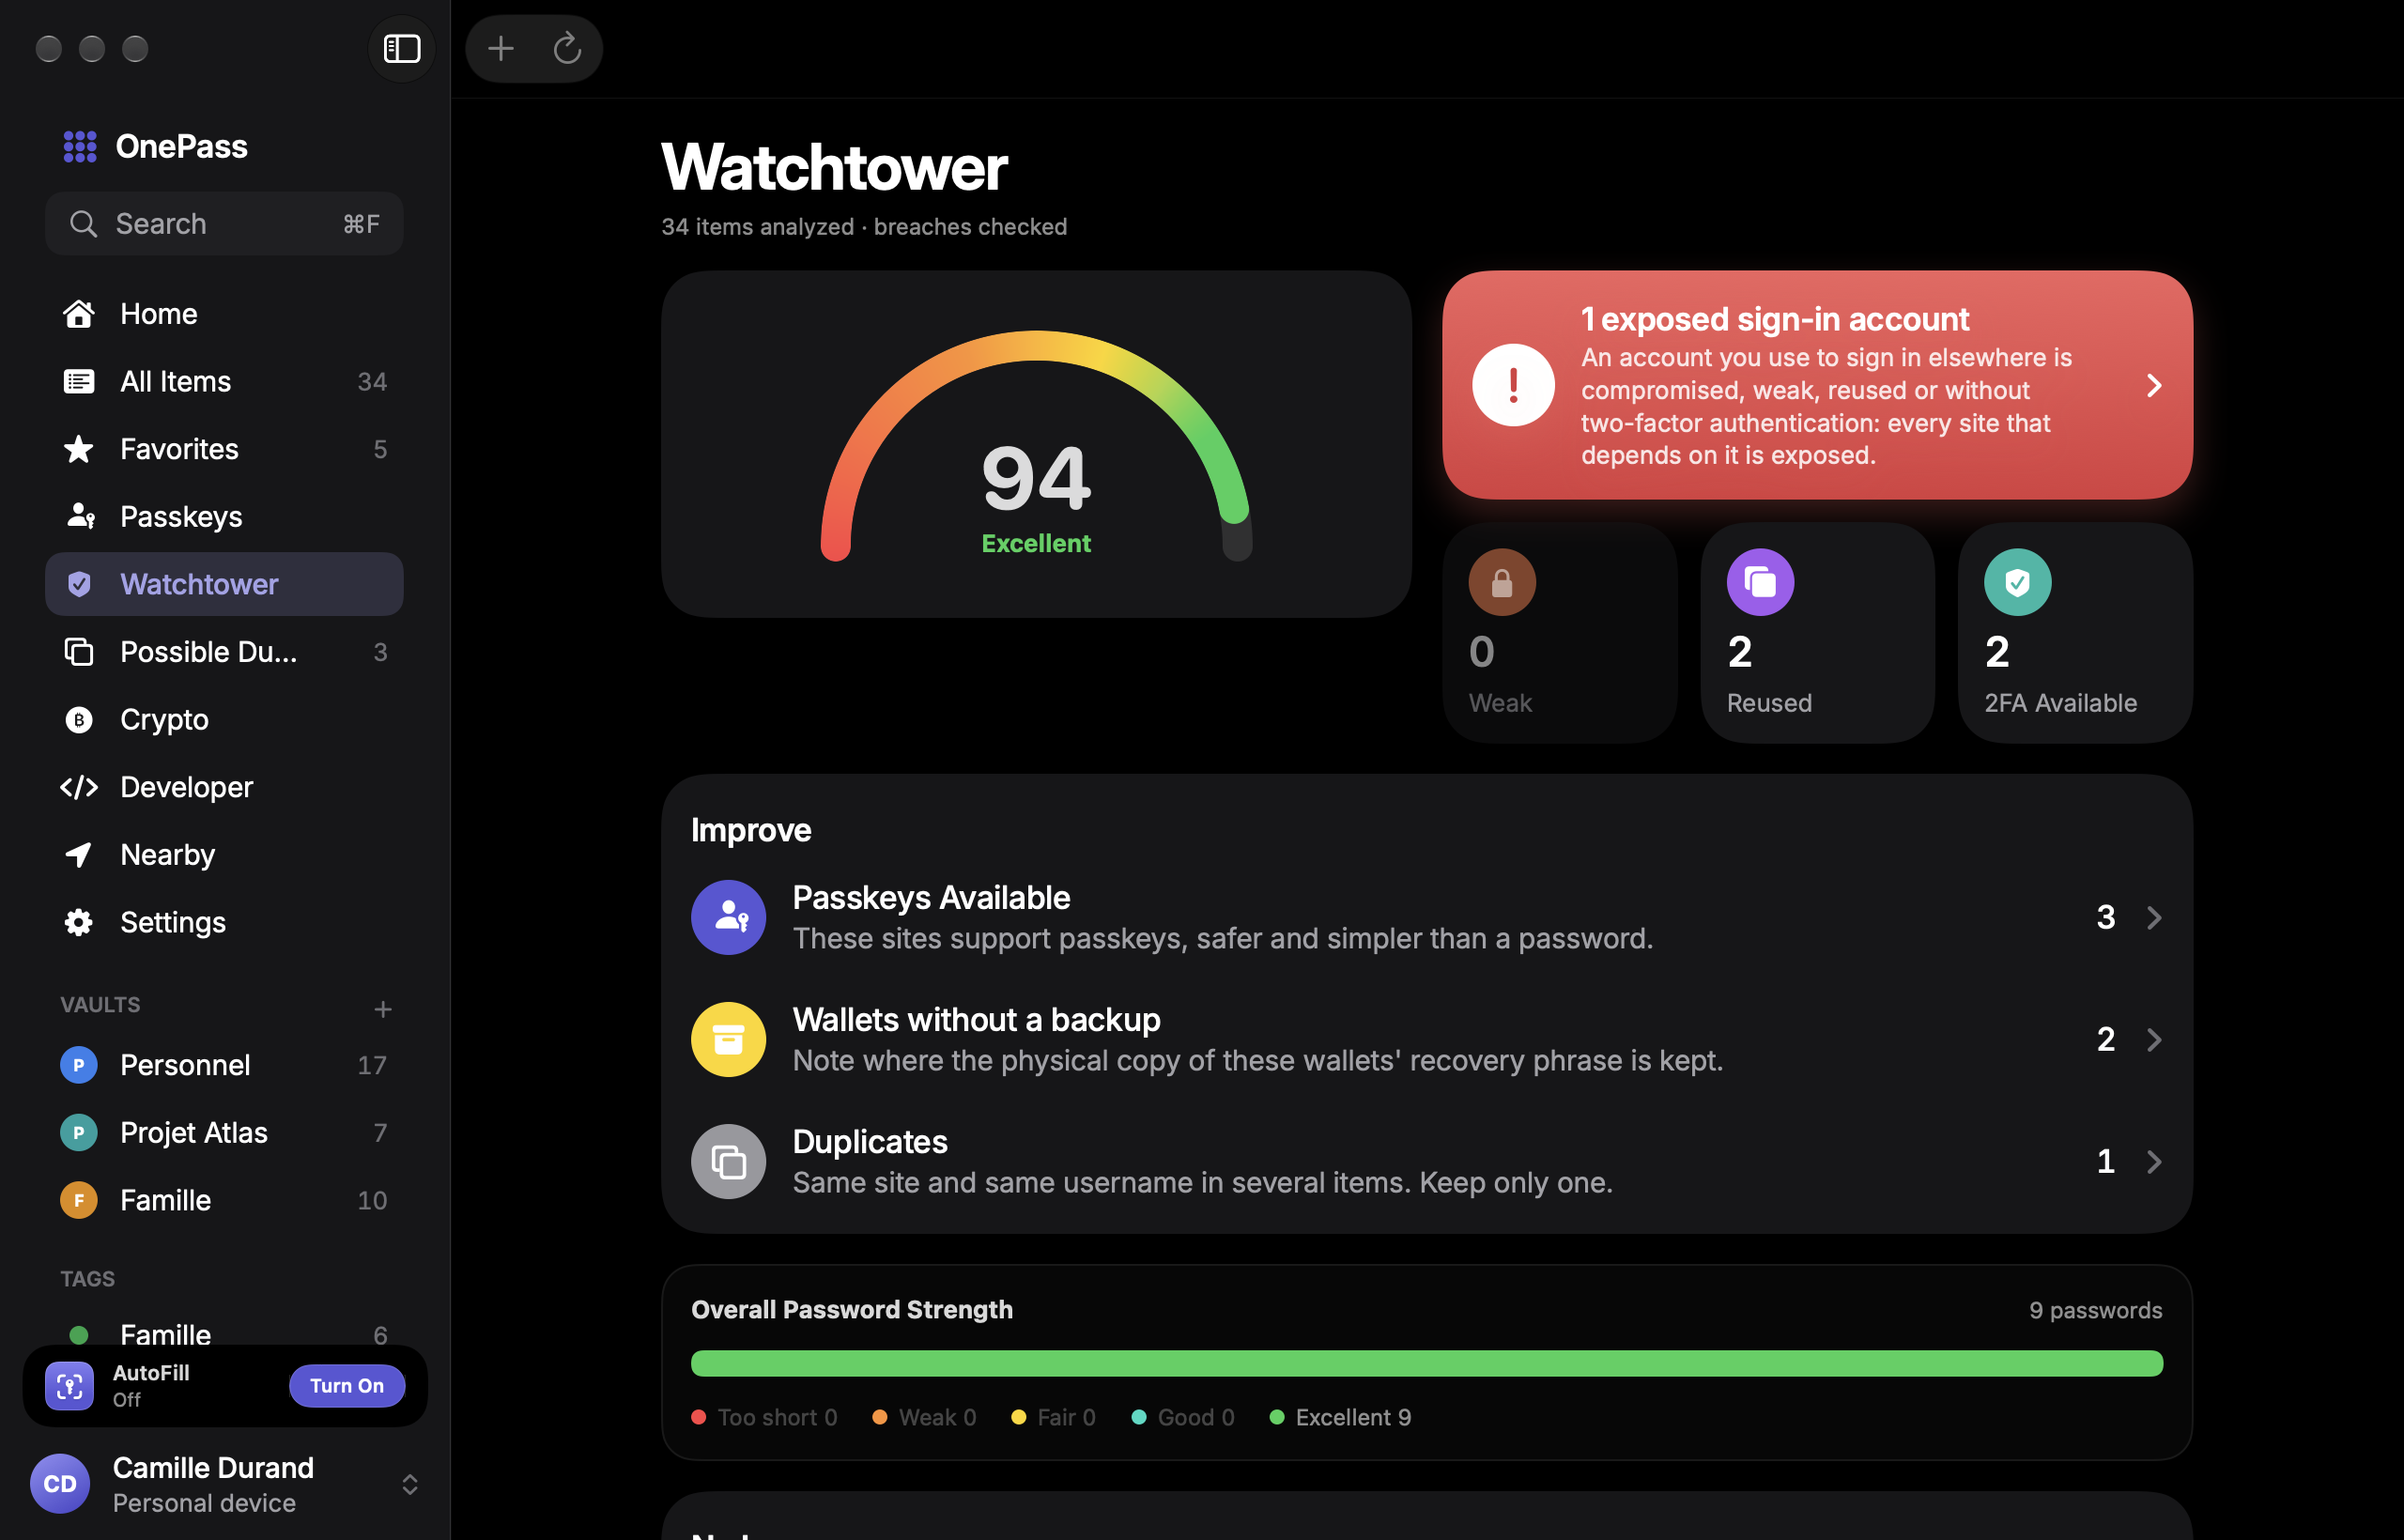 OnePass
Search ⌘F
Home
All Items 34
Favorites 5
Passkeys
Watchtower
Possible Du... 3
Crypto
Developer
Nearby
Settings
VAULTS +
P Personnel 17
P Projet Atlas 7
F Famille 10
TAGS
Famille 6
AutoFill
Off
Turn On
CD
Camille Durand
Personal device
Watchtower
34 items analyzed · breaches checked
94
Excellent
1 exposed sign-in account
An account you use to sign in elsewhere is
compromised, weak, reused or without
two-factor authentication: every site that
depends on it is exposed.
0
Weak
2
Reused
2
2FA Available
Improve
Passkeys Available
These sites support passkeys, safer and simpler than a password.
3
Wallets without a backup
Note where the physical copy of these wallets' recovery phrase is kept.
2
Duplicates
Same site and same username in several items. Keep only one.
1
Overall Password Strength
9 passwords
Too short 0
Weak 0
Fair 0
Good 0
Excellent 9